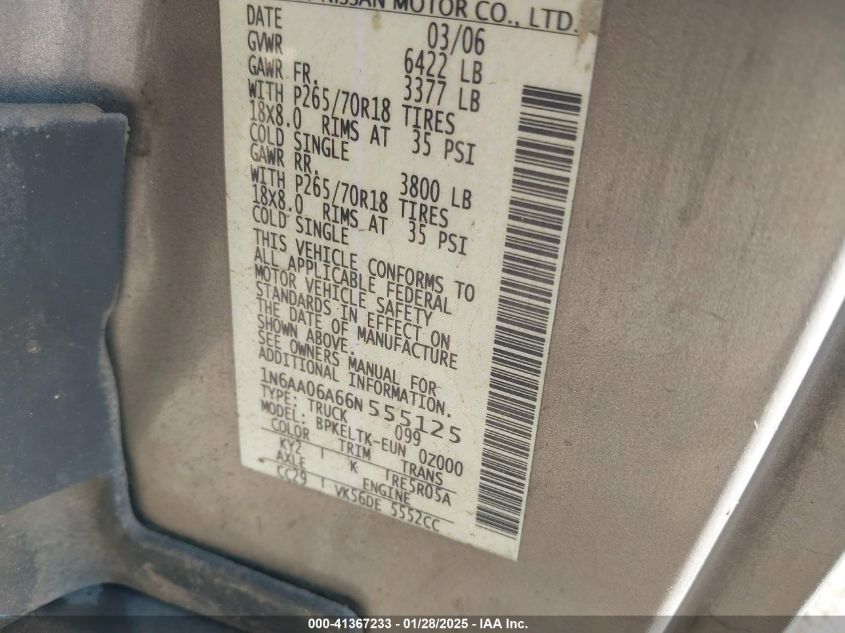 NISSAN MOTOR CO., LTD.
DATE 03/06
GVWR 6422 LB
GAWR FR. 3377 LB
WITH P265/70R18 TIRES
18X8.0 RIMS AT 35 PSI
COLD SINGLE
GAWR RR. 3800 LB
WITH P265/70R18 TIRES
18X8.0 RIMS AT 35 PSI
COLD SINGLE
THIS VEHICLE CONFORMS TO
ALL APPLICABLE FEDERAL
MOTOR VEHICLE SAFETY
STANDARDS IN EFFECT ON
THE DATE OF MANUFACTURE
SHOWN ABOVE.
SEE OWNERS MANUAL FOR
ADDITIONAL INFORMATION.
1N6AA06A66N555125
TYPE: TRUCK 099
MODEL: BPKELTK-EUN 0Z000
COLOR TRIM TRANS
KY2 K TRE5R05A
AXLE ENGINE
CC29 VK56DE 5552CC
000-41367233 - 01/28/2025 - IAA Inc.